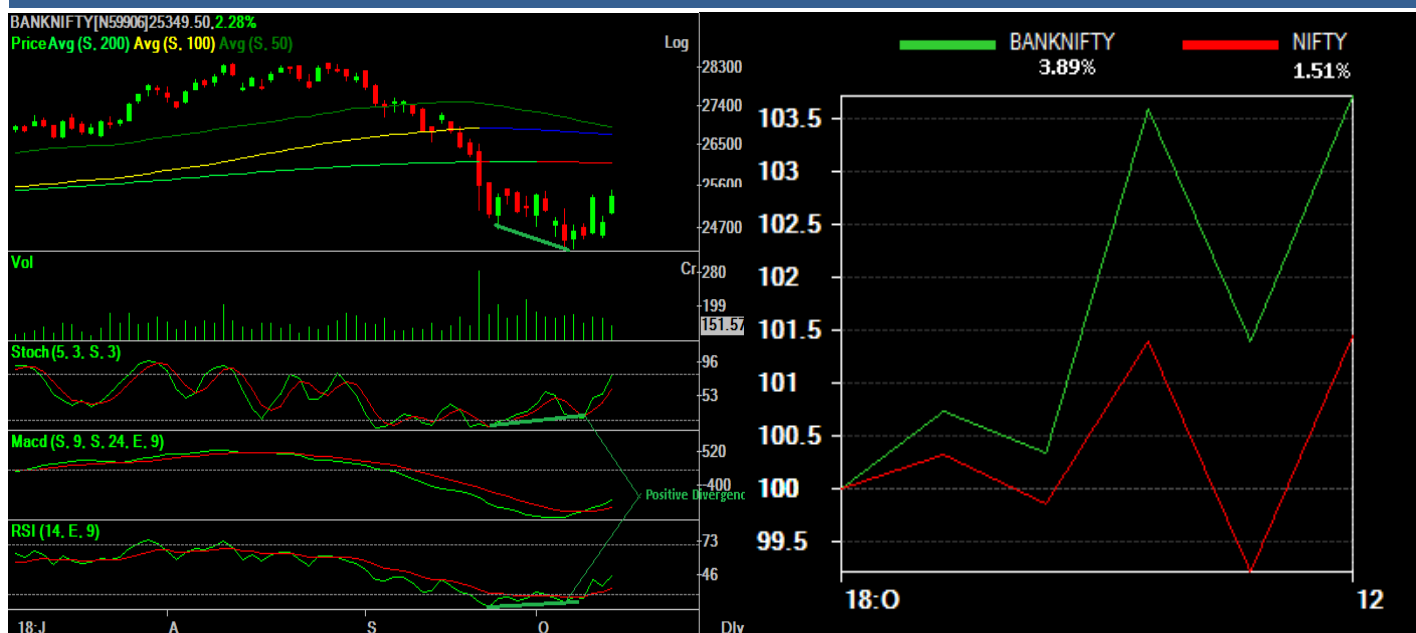 BANKNIFTY[N59906]25349.50,2.28%
Price Avg (S, 200) Avg (S, 100) Avg (S, 50)
Log
28300
27400
26500
25600
24700
Vol
Cr
280
199
151.57
Stoch (5, 3, S, 3)
96
53
Macd (S, 9, S, 24, E, 9)
520
-400
Positive Divergenc
RSI (14, E, 9)
73
46
18:J A S O Dly
BANKNIFTY NIFTY
3.89% 1.51%
103.5
103
102.5
102
101.5
101
100.5
100
99.5
18:O 12